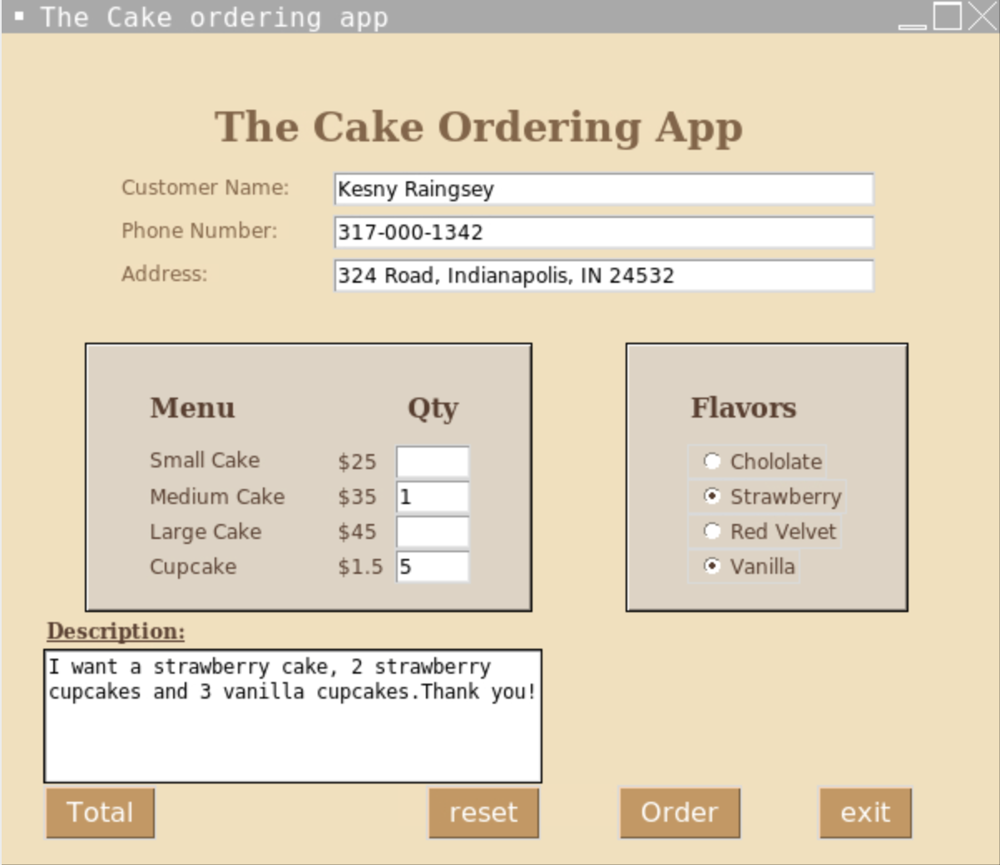 The Cake ordering app
The Cake Ordering App
Customer Name: Kesny Raingsey
Phone Number: 317-000-1342
Address: 324 Road, Indianapolis, IN 24532
Menu Qty
Small Cake $25
Medium Cake $35 1
Large Cake $45
Cupcake $1.5 5
Flavors
Chololate
Strawberry
Red Velvet
Vanilla
Description:
I want a strawberry cake, 2 strawberry
cupcakes and 3 vanilla cupcakes.Thank you!
Total reset Order exit